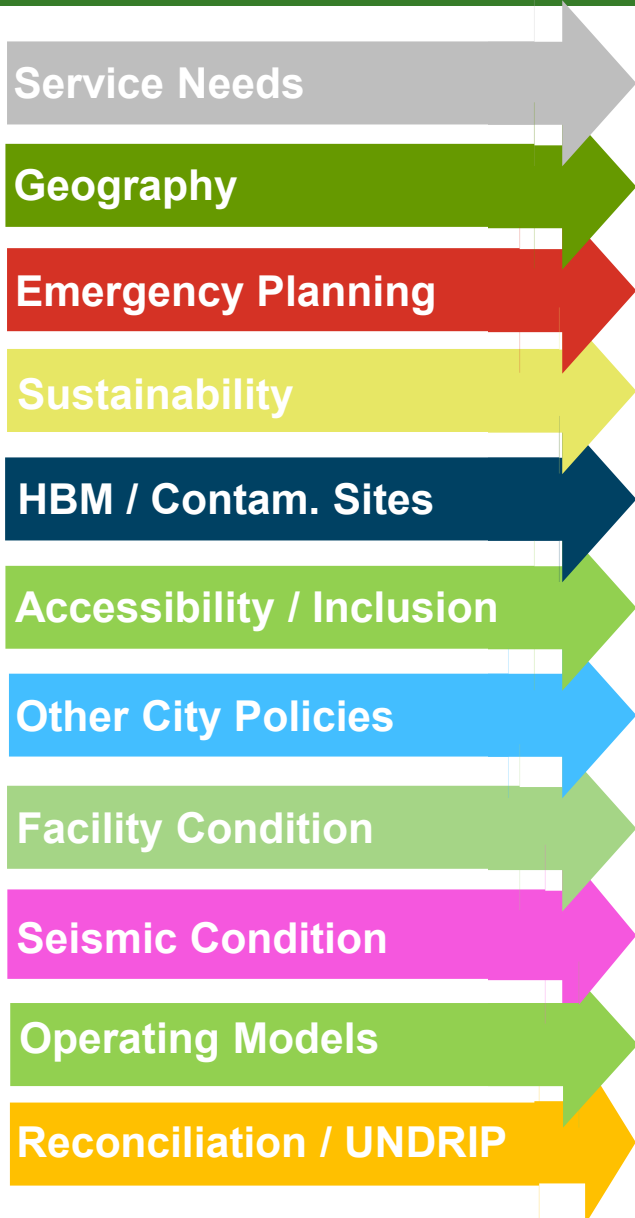 Service Needs
Geography
Emergency Planning
Sustainability
HBM / Contam. Sites
Accessibility / Inclusion
Other City Policies
Facility Condition
Seismic Condition
Operating Models
Reconciliation / UNDRIP